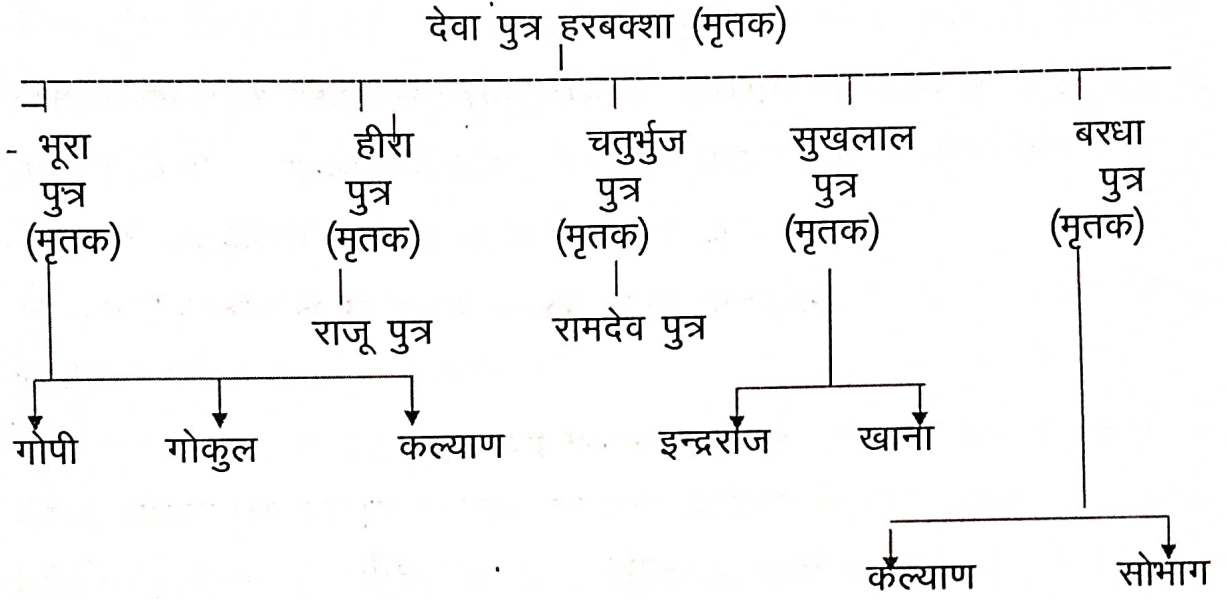 देवा पुत्र हरबक्शा (मृतक)
भूरा हीरा चतुर्भुज सुखलाल बरधा
पुत्र पुत्र पुत्र पुत्र पुत्र
(मृतक) (मृतक) (मृतक) (मृतक) (मृतक)
राजू पुत्र रामदेव पुत्र
गोपी गोकुल कल्याण इन्द्रराज खाना
कल्याण सोभाग